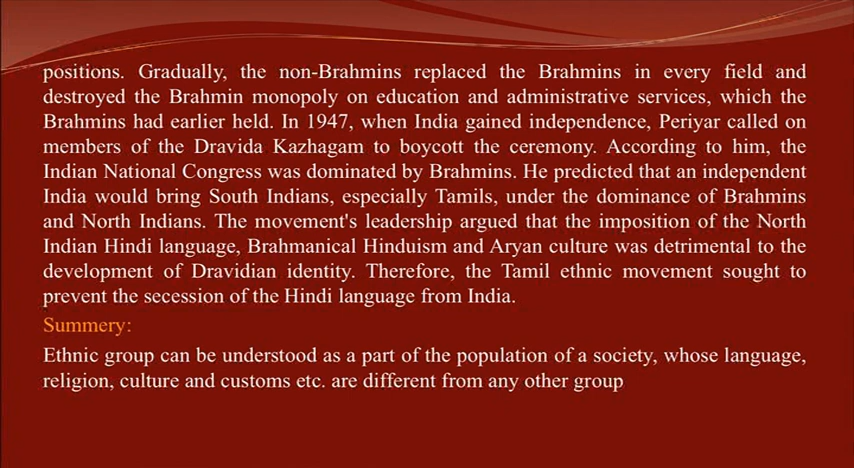 positions. Gradually, the non-Brahmins replaced the Brahmins in every field and
destroyed the Brahmin monopoly on education and administrative services, which the
Brahmins had earlier held. In 1947, when India gained independence, Periyar called on
members of the Dravida Kazhagam to boycott the ceremony. According to him, the
Indian National Congress was dominated by Brahmins. He predicted that an independent
India would bring South Indians, especially Tamils, under the dominance of Brahmins
and North Indians. The movement's leadership argued that the imposition of the North
Indian Hindi language, Brahmanical Hinduism and Aryan culture was detrimental to the
development of Dravidian identity. Therefore, the Tamil ethnic movement sought to
prevent the secession of the Hindi language from India.
Summery:
Ethnic group can be understood as a part of the population of a society, whose language,
religion, culture and customs etc. are different from any other group